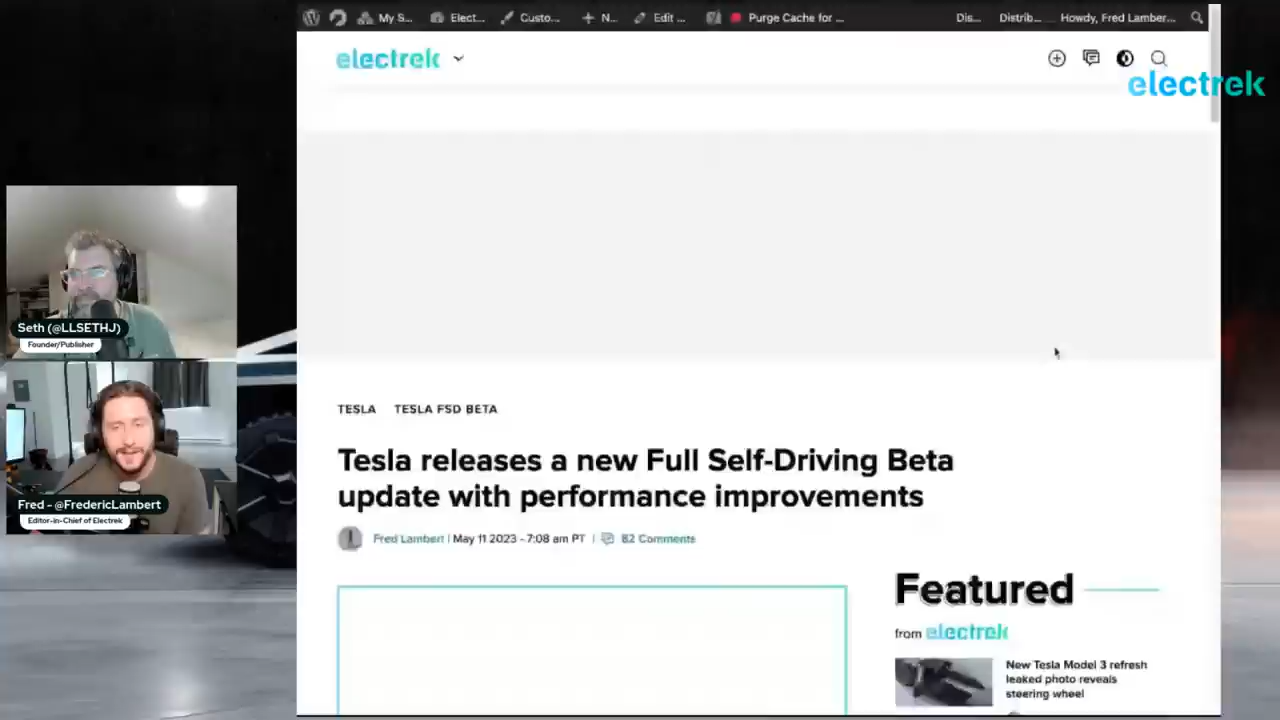 My S...
Elect...
Custo...
N...
Edit ...
Purge Cache for ...
Dis...
Distrib...
Howdy, Fred Lamber...
electrek
electrek
TESLA TESLA FSD BETA
Tesla releases a new Full Self-Driving Beta
update with performance improvements
Fred Lambert | May 11 2023 - 7:08 am PT | 82 Comments
Featured
from electrek
New Tesla Model 3 refresh
leaked photo reveals
steering wheel
Seth (@LLSETHJ)
Founder/Publisher
Fred - @FredericLambert
Editor-in-Chief of Electrek